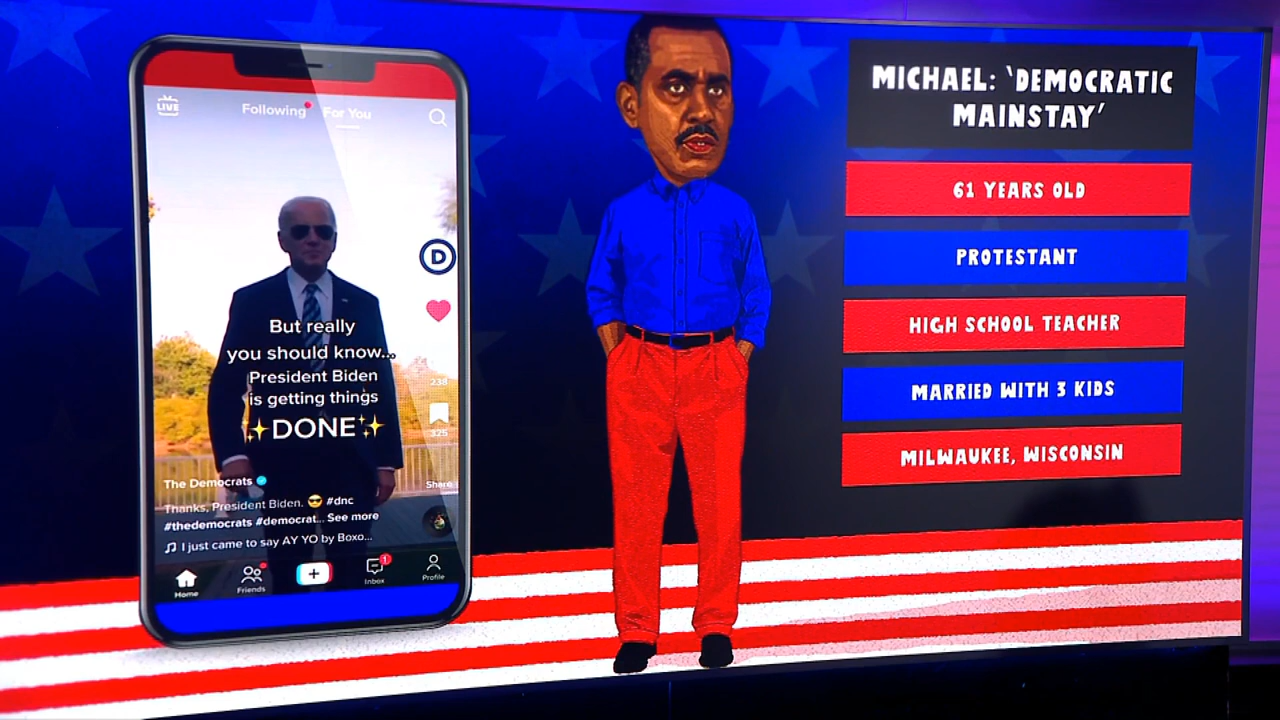 LIVE
Following
For You
D
But really
you should know...
President Biden
is getting things
✨DONE✨
238
325
Share
The Democrats
Thanks, President Biden. 😎 #dnc
#thedemocrats #democrat... See more
I just came to say AY YO by Boxo...
Home
Friends
+
1
Inbox
Profile
MICHAEL: ‘DEMOCRATIC
MAINSTAY’
61 YEARS OLD
PROTESTANT
HIGH SCHOOL TEACHER
MARRIED WITH 3 KIDS
MILWAUKEE, WISCONSIN